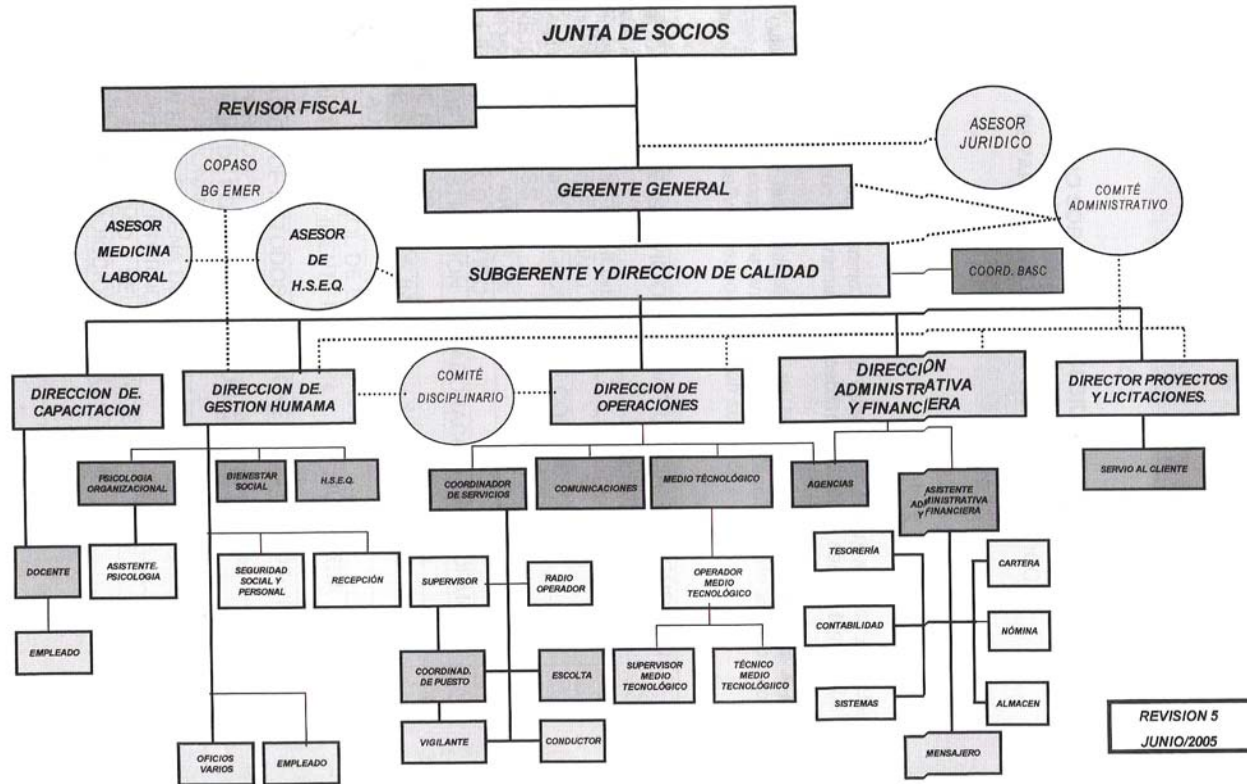 JUNTA DE SOCIOS
REVISOR FISCAL
ASESOR
JURIDICO
COPASO
BG EMER
GERENTE GENERAL
COMITÉ
ADMINISTRATIVO
ASESOR
MEDICINA
LABORAL
ASESOR
DE
H.S.E.Q.
SUBGERENTE Y DIRECCION DE CALIDAD
COORD. BASC
DIRECCION DE.
CAPACITACION
DIRECCION DE.
GESTION HUMAMA
COMITÉ
DISCIPLINARIO
DIRECCION DE
OPERACIONES
DIRECCION
ADMINISTRATIVA
Y FINANCIERA
DIRECTOR PROYECTOS
Y LICITACIONES.
PSICOLOGIA
ORGANIZACIONAL
BIENESTAR
SOCIAL
H.S.E.Q.
COORDINADOR
DE SERVICIOS
COMUNICACIONES
MEDIO TÉCNOLÓGICO
AGENCIAS
ASISTENTE
ADMINISTRATIVA
Y FINANCIERA
SERVIO AL CLIENTE
DOCENTE
ASISTENTE.
PSICOLOGIA
SEGURIDAD
SOCIAL Y
PERSONAL
RECEPCIÓN
SUPERVISOR
RADIO
OPERADOR
OPERADOR
MEDIO
TECNOLÓGICO
TESORERÍA
CARTERA
EMPLEADO
COORDINAD.
DE PUESTO
ESCOLTA
SUPERVISOR
MEDIO
TECNOLÓGICO
TÉCNICO
MEDIO
TECNOLÓGIICO
CONTABILIDAD
NÓMINA
SISTEMAS
ALMACEN
OFICIOS
VARIOS
EMPLEADO
VIGILANTE
CONDUCTOR
MENSAJERO
REVISION 5
JUNIO/2005